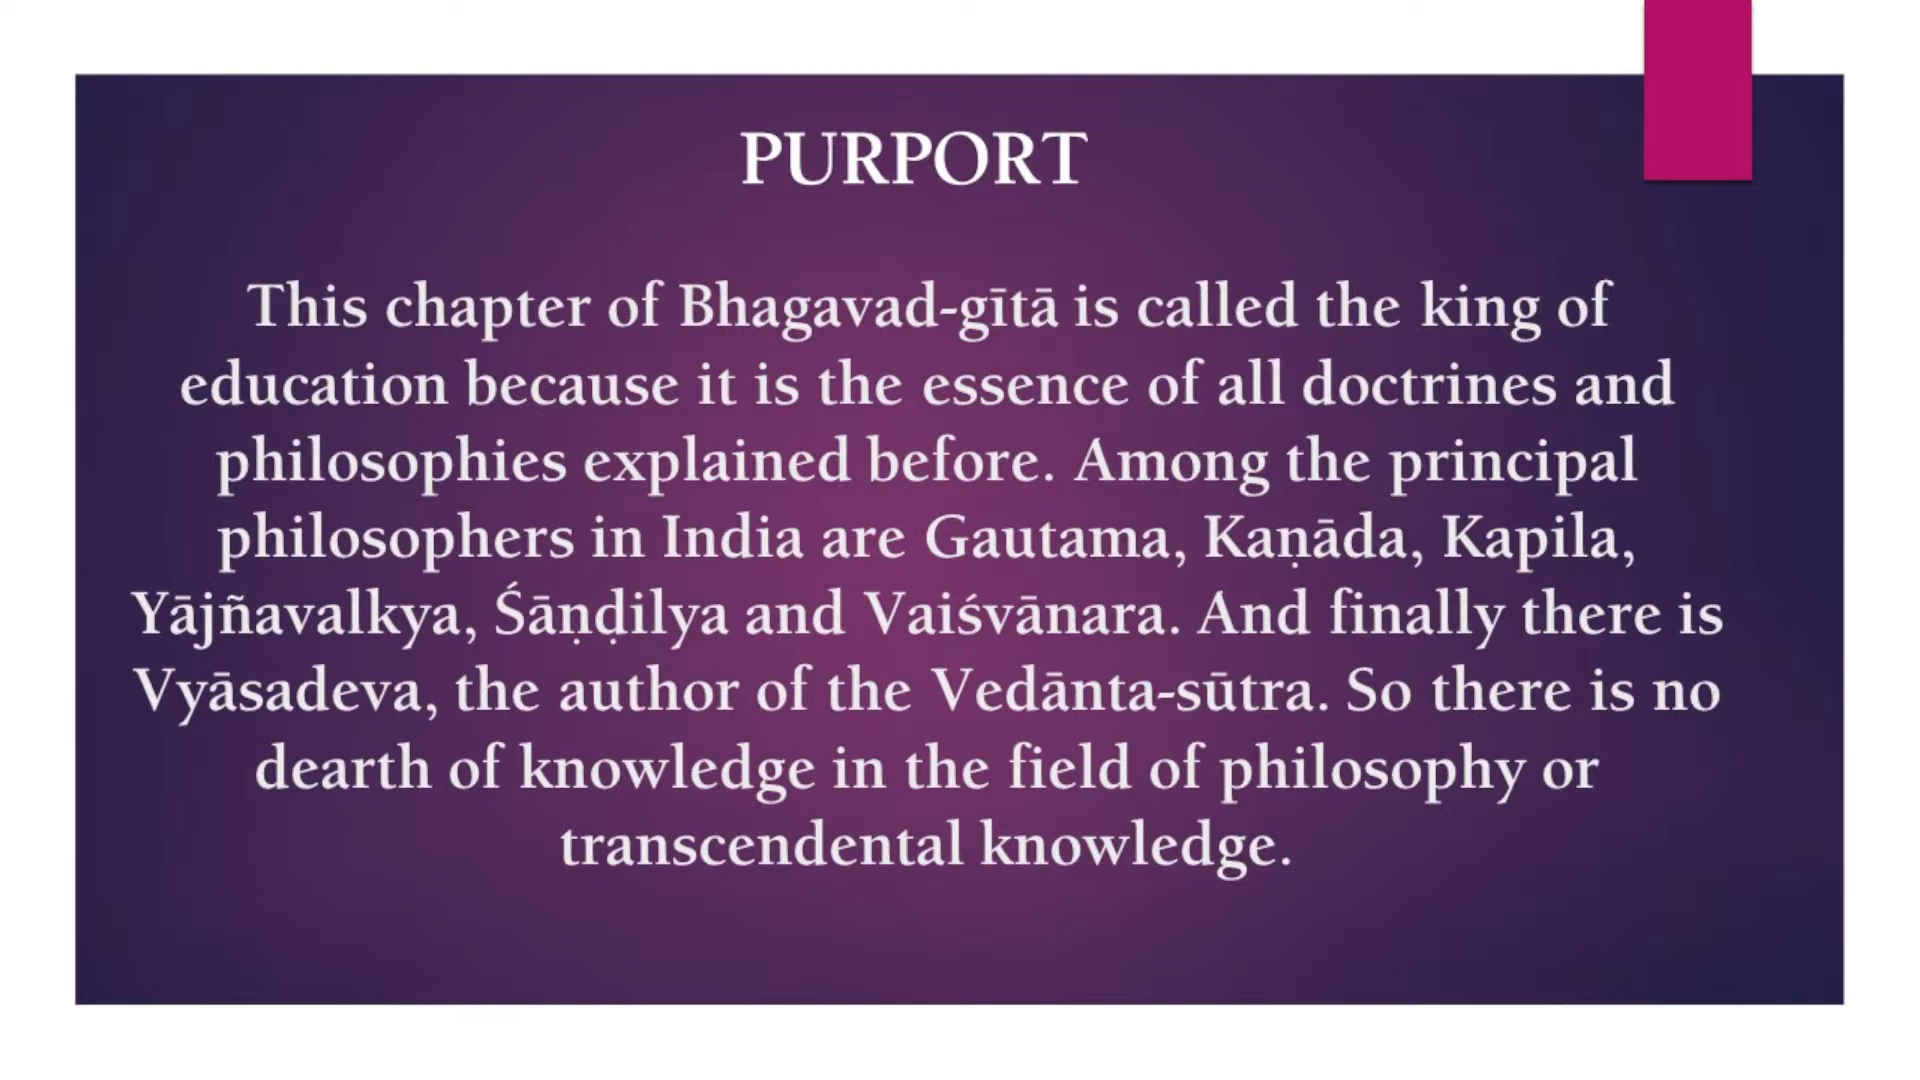 PURPORT
This chapter of Bhagavad-gītā is called the king of
education because it is the essence of all doctrines and
philosophies explained before. Among the principal
philosophers in India are Gautama, Kaṇāda, Kapila,
Yājñavalkya, Śāṇḍilya and Vaiśvānara. And finally there is
Vyāsadeva, the author of the Vedānta-sūtra. So there is no
dearth of knowledge in the field of philosophy or
transcendental knowledge.